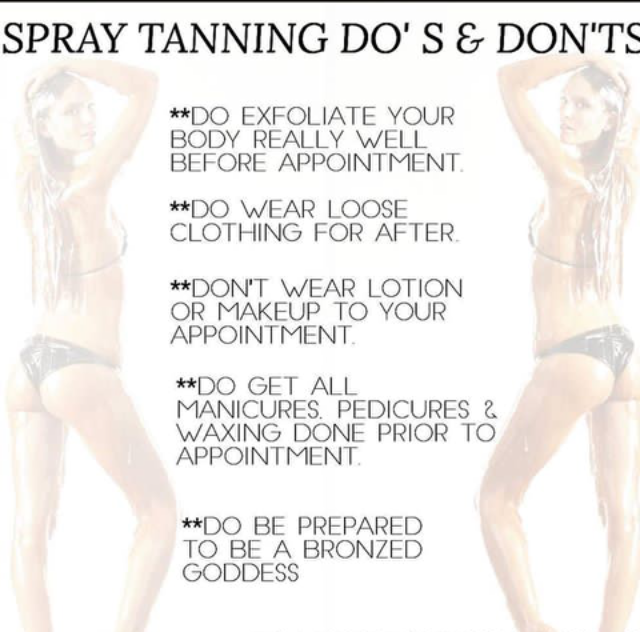 SPRAY TANNING DO' S & DON'TS
**DO EXFOLIATE YOUR
BODY REALLY WELL
BEFORE APPOINTMENT.
**DO WEAR LOOSE
CLOTHING FOR AFTER.
**DON'T WEAR LOTION
OR MAKEUP TO YOUR
APPOINTMENT.
**DO GET ALL
MANICURES, PEDICURES &
WAXING DONE PRIOR TO
APPOINTMENT.
**DO BE PREPARED
TO BE A BRONZED
GODDESS